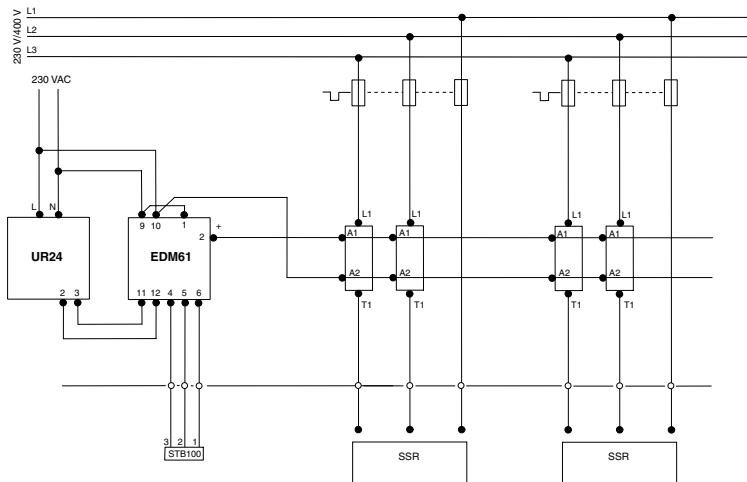 L1
L2
L3
230 V/400 V
230 VAC
L N
9 10 1
2 +
UR24
EDM61
2 3
11 12 4 5 6
3 2 1
STB100
L1 L1 L1 L1
A1 A1 A1 A1
A2 A2 A2 A2
T1 T1 T1 T1
SSR SSR